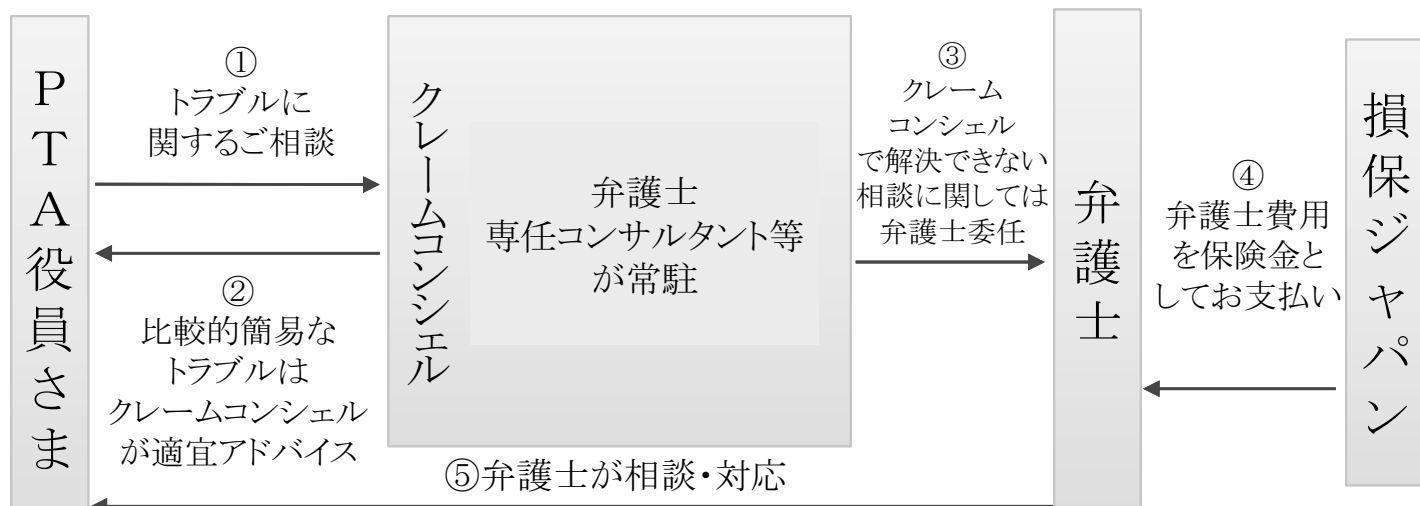 PTA役員さま
①
トラブルに
関するご相談
②
比較的簡易な
トラブルは
クレームコンシェル
が適宜アドバイス
クレームコンシェル
弁護士
専任コンサルタント等
が常駐
③
クレーム
コンシェル
で解決できない
相談に関しては
弁護士委任
弁護士
④
弁護士費用
を保険金と
してお支払い
損保ジャパン
⑤弁護士が相談・対応